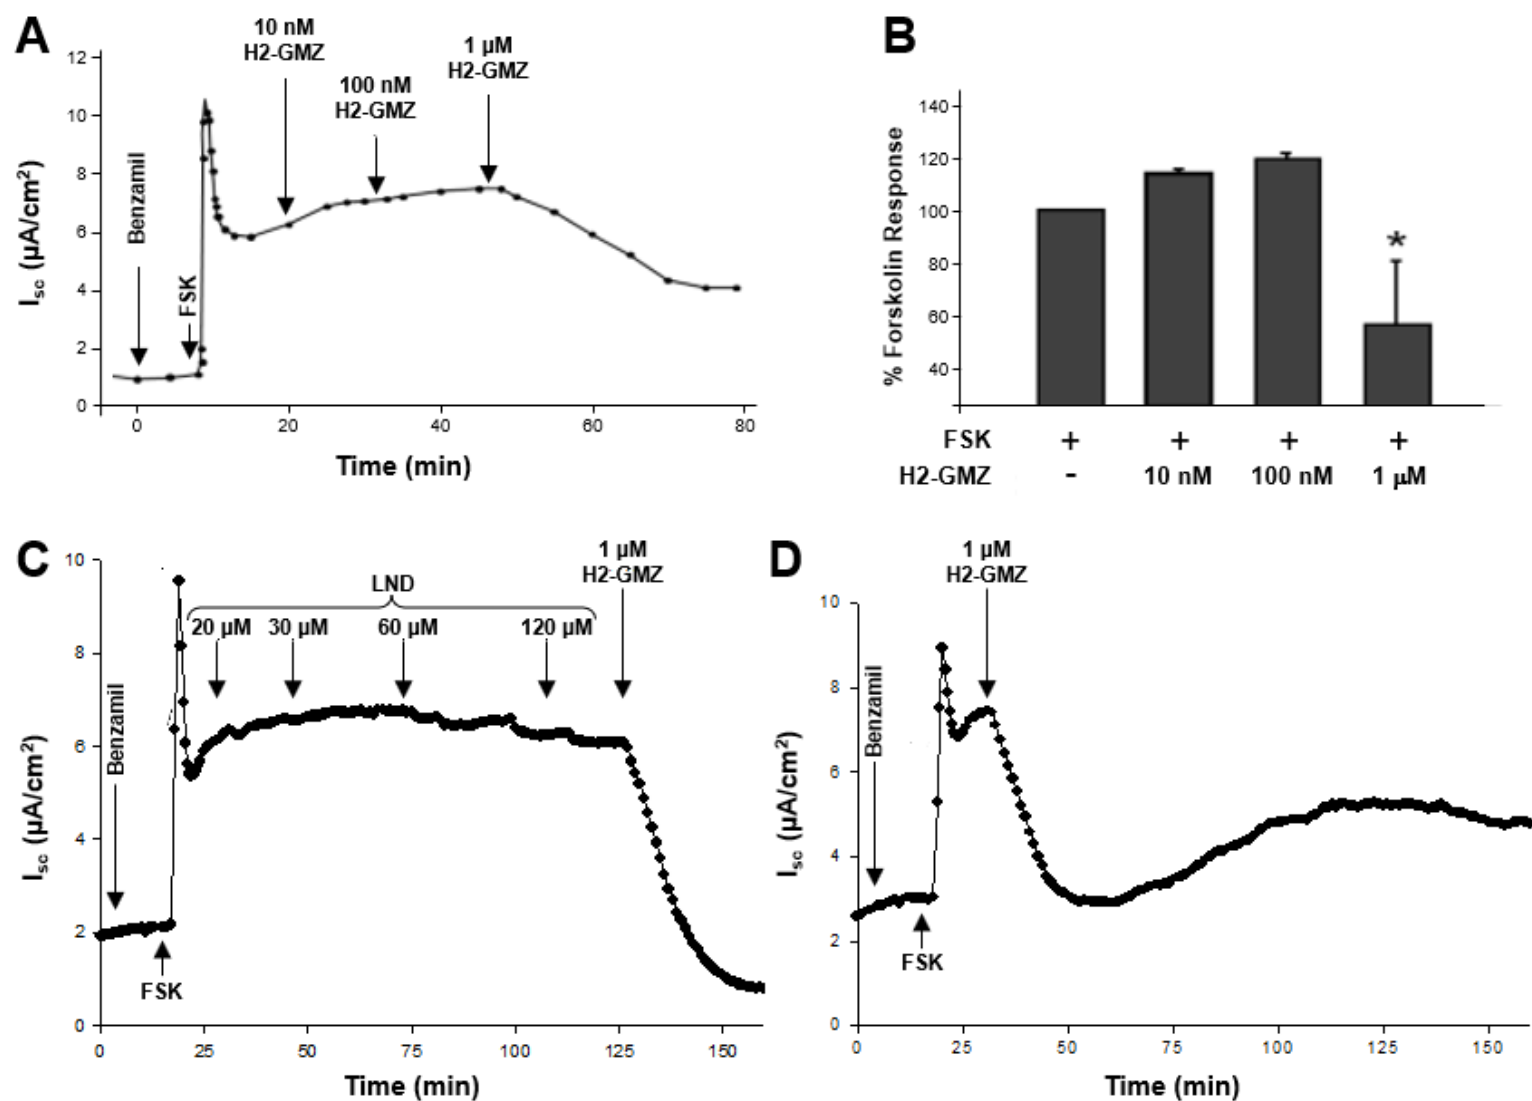 A
10 nM
H2-GMZ
100 nM
H2-GMZ
1 µM
H2-GMZ
Benzamil
FSK
12
10
8
6
4
2
0
I_sc (µA/cm²)
0 20 40 60 80
Time (min)
B
140
120
100
80
60
40
% Forskolin Response
*
FSK + + + +
H2-GMZ - 10 nM 100 nM 1 µM
C
1 µM
H2-GMZ
LND
20 µM 30 µM 60 µM 120 µM
Benzamil
FSK
10
8
6
4
2
0
I_sc (µA/cm²)
0 25 50 75 100 125 150
Time (min)
D
1 µM
H2-GMZ
Benzamil
FSK
10
8
6
4
2
0
I_sc (µA/cm²)
0 25 50 75 100 125 150
Time (min)